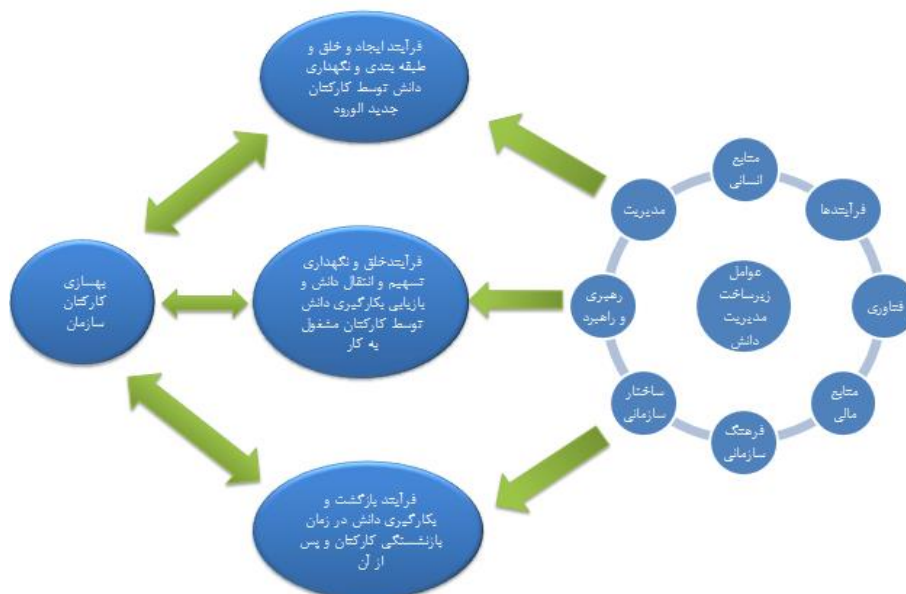 فرآیند ایجاد و خلق و
طبقه بندی و نگهداری
دانش توسط کارکنان
جدید الورود
منابع
انسانی
فرآیندها
مدیریت
فرآیندخلق و نگهداری
تسهیم و انتقال دانش و
بازیابی بکارگیری دانش
توسط کارکنان مشغول
به کار
بهسازی
کارکنان
سازمان
رهبری
و راهبرد
عوامل
زیرساخت
مدیریت
دانش
فناوری
ساختار
سازمانی
منابع
مالی
فرهنگ
سازمانی
فرآیند بازگشت و
بکارگیری دانش در زمان
بازنشستگی کارکنان و پس
از آن